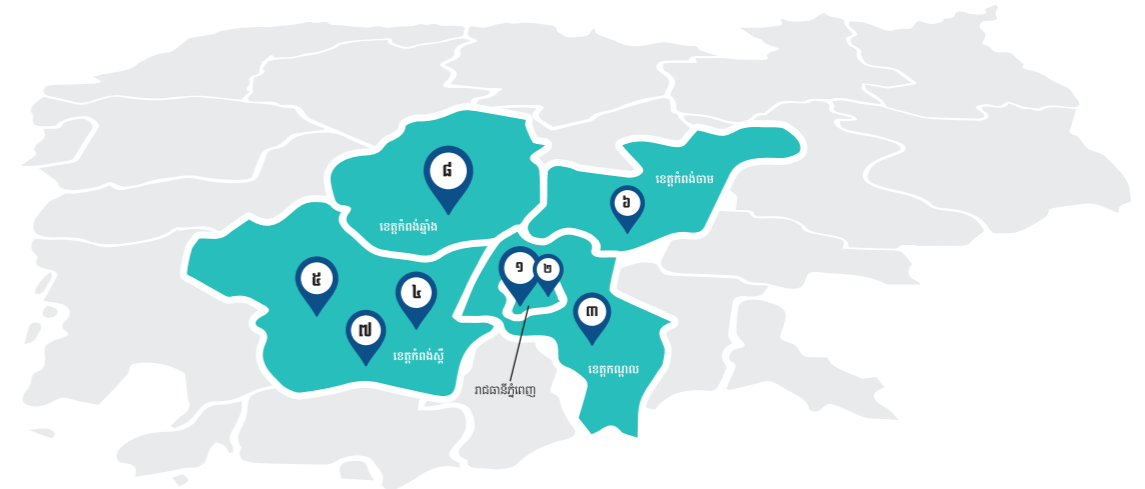 ៨
ខេត្តកំពង់ចាម
៦
ខេត្តកំពង់ឆ្នាំង
១
២
៥
៤
៣
៧
ខេត្តកំពង់ស្ពឺ
ខេត្តកណ្ដាល
រាជធានីភ្នំពេញ